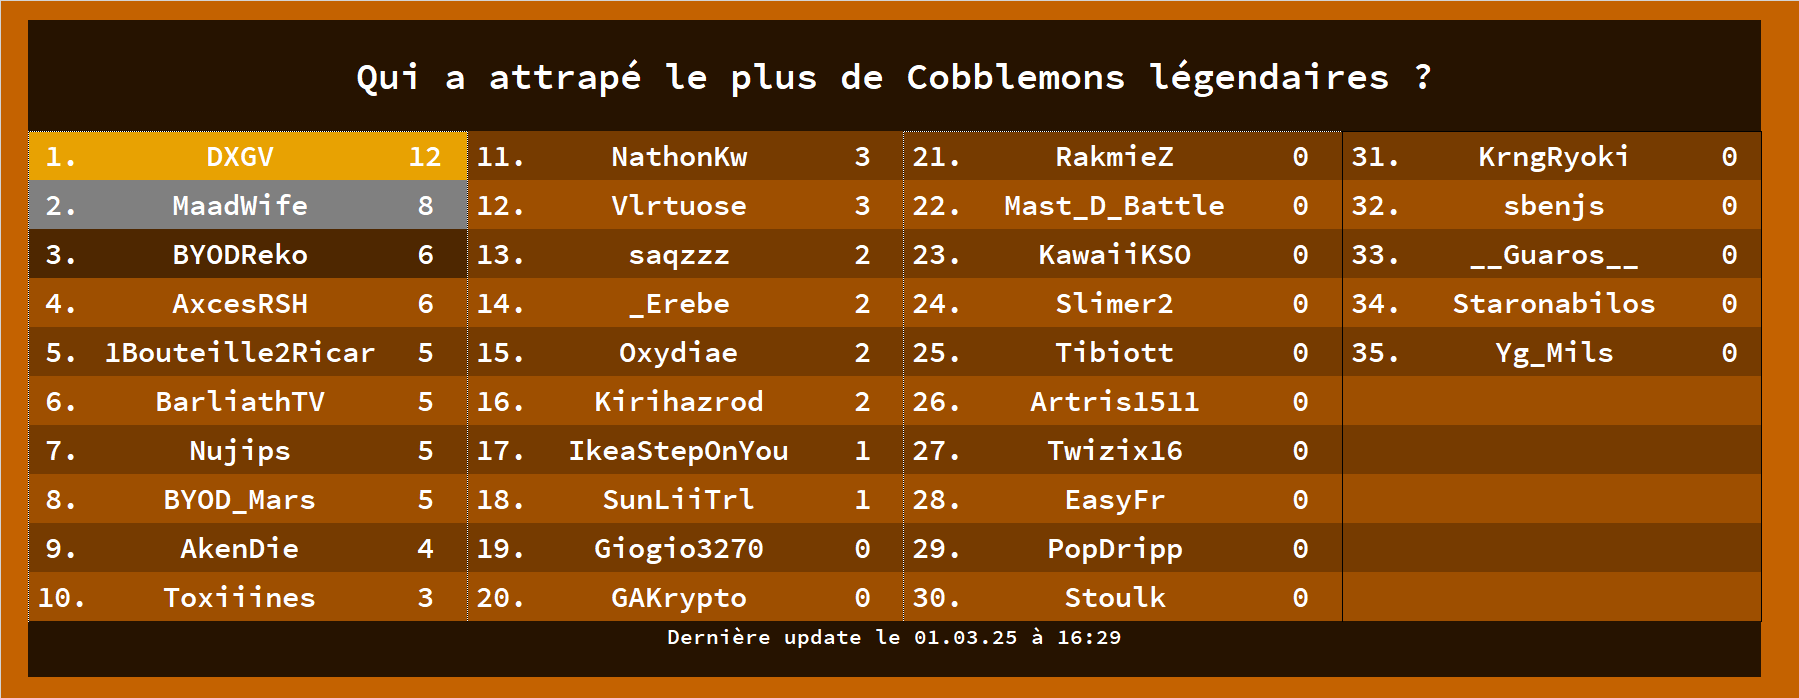 Qui a attrapé le plus de Cobblemons légendaires ?
1. DXGV 12
2. MaadWife 8
3. BYODReko 6
4. AxcesRSH 6
5. 1Bouteille2Ricar 5
6. BarliathTV 5
7. Nujips 5
8. BYOD_Mars 5
9. AkenDie 4
10. Toxiiines 3
11. NathonKw 3
12. Vlrtuose 3
13. saqzzz 2
14. _Erebe 2
15. Oxydiae 2
16. Kirihazrod 2
17. IkeaStepOnYou 1
18. SunLiiTrl 1
19. Giogio3270 0
20. GAKrypto 0
21. RakmieZ 0
22. Mast_D_Battle 0
23. KawaiiKSO 0
24. Slimer2 0
25. Tibiott 0
26. Artris1511 0
27. Twizix16 0
28. EasyFr 0
29. PopDripp 0
30. Stoulk 0
31. KrngRyoki 0
32. sbenjs 0
33. __Guaros__ 0
34. Staronabilos 0
35. Yg_Mils 0
Dernière update le 01.03.25 à 16:29